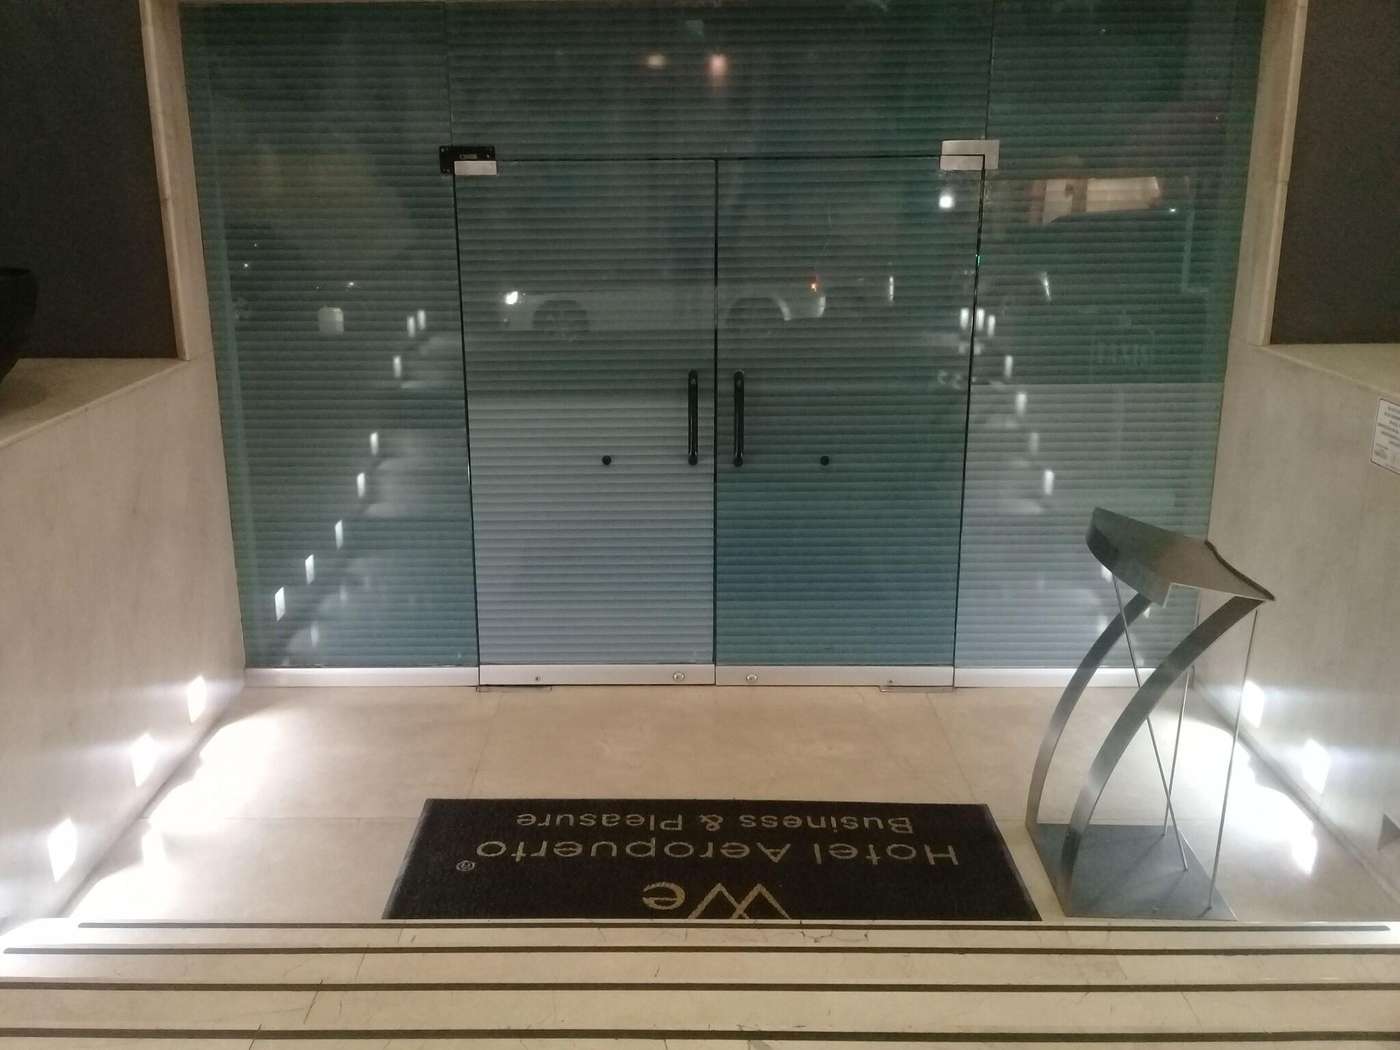 We
Hotel Aeropuerto ®
Business & Pleasure